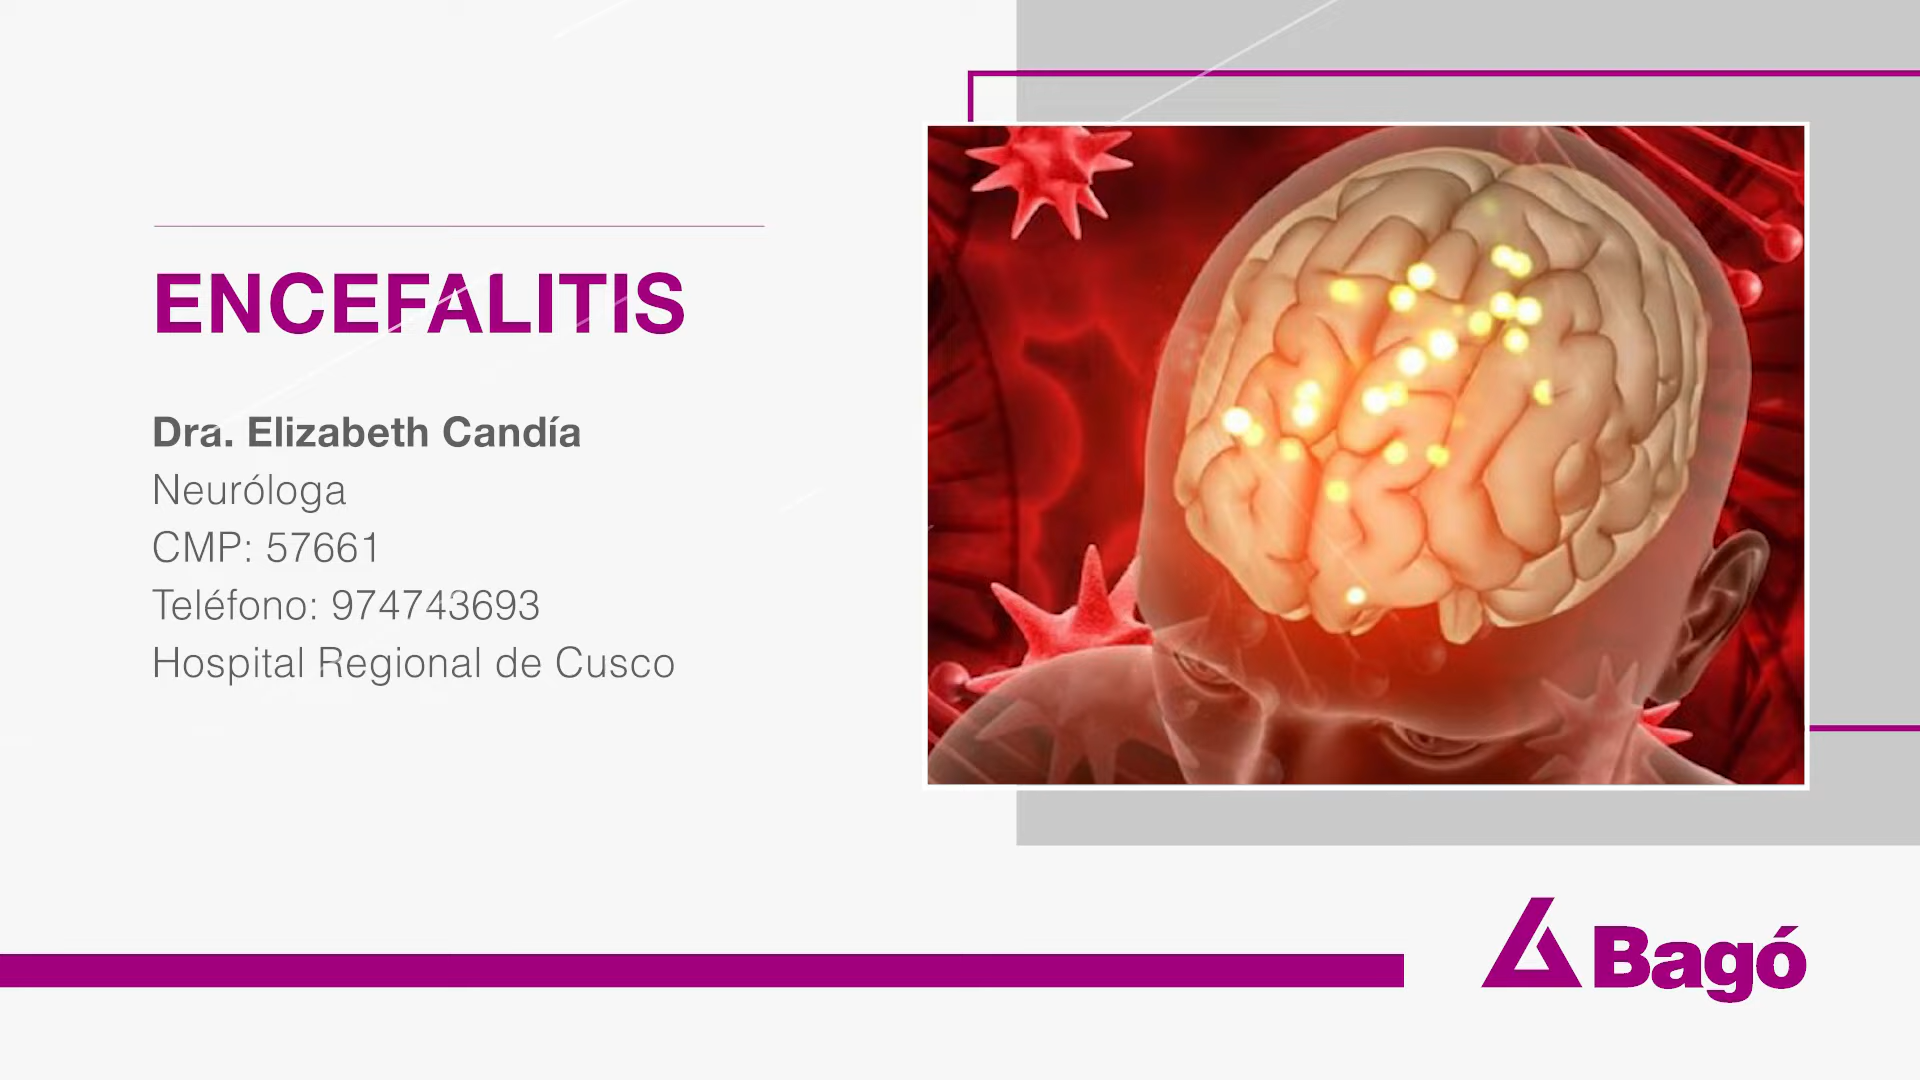 ENCEFALITIS
Dra. Elizabeth Candía
Neuróloga
CMP: 57661
Teléfono: 974743693
Hospital Regional de Cusco
Bagó